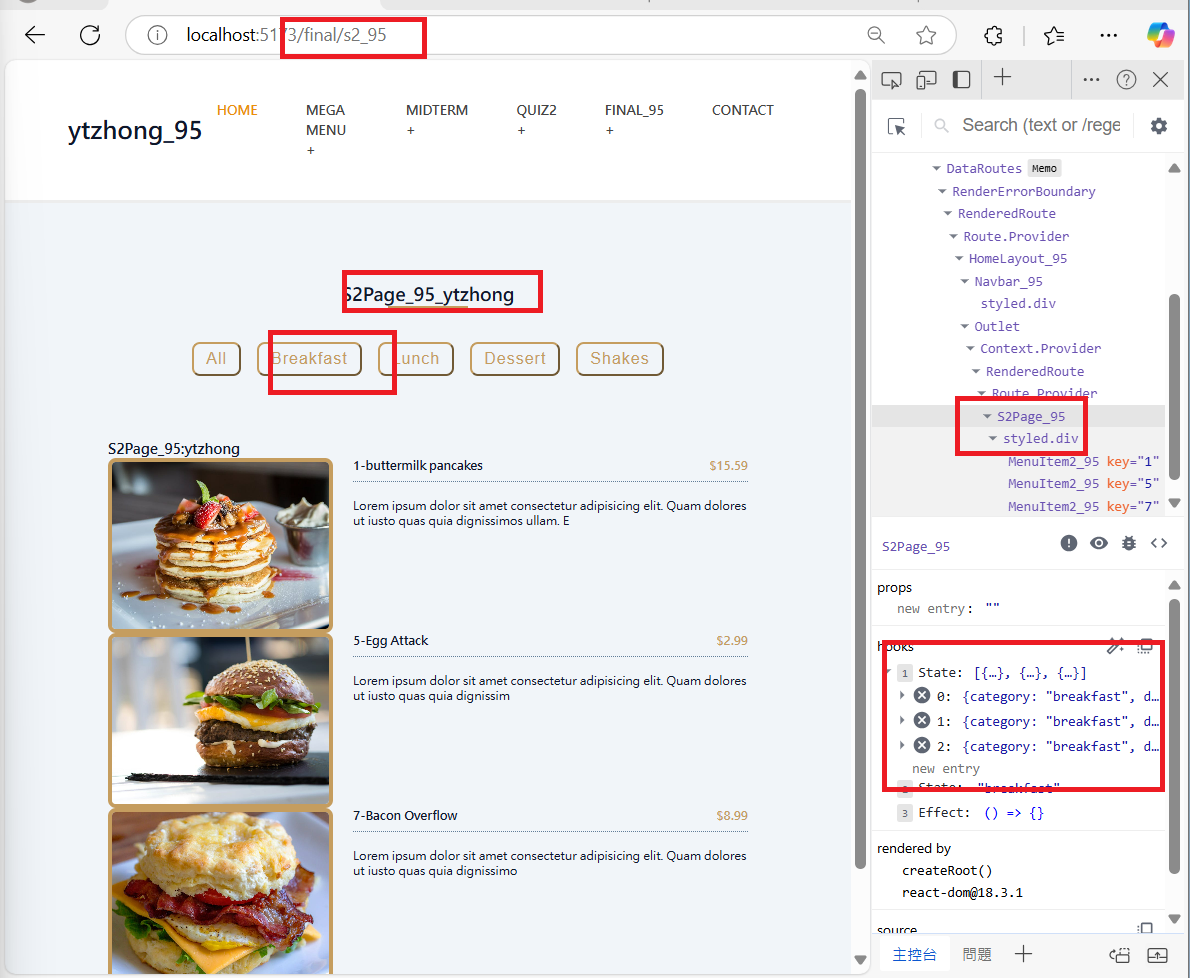 localhost:5173/final/s2_95
ytzhong_95
HOME
MEGA MENU +
MIDTERM +
QUIZ2 +
FINAL_95 +
CONTACT
S2Page_95_ytzhong
All
Breakfast
Lunch
Dessert
Shakes
S2Page_95:ytzhong
1-buttermilk pancakes $15.59
Lorem ipsum dolor sit amet consectetur adipisicing elit. Quam dolores
ut iusto quas quia dignissimos ullam. E
5-Egg Attack $2.99
Lorem ipsum dolor sit amet consectetur adipisicing elit. Quam dolores
ut iusto quas quia dignissim
7-Bacon Overflow $8.99
Lorem ipsum dolor sit amet consectetur adipisicing elit. Quam dolores
ut iusto quas quia dignissimo
Search (text or /rege
DataRoutes Memo
RenderErrorBoundary
RenderedRoute
Route.Provider
HomeLayout_95
Navbar_95
styled.div
Outlet
Context.Provider
RenderedRoute
Route.Provider
S2Page_95
styled.div
MenuItem2_95 key="1"
MenuItem2_95 key="5"
MenuItem2_95 key="7"
S2Page_95
props
new entry: ""
hooks
1 State: [{…}, {…}, {…}]
0: {category: "breakfast", d…
1: {category: "breakfast", d…
2: {category: "breakfast", d…
new entry
2 State: "breakfast"
3 Effect: () => {}
rendered by
createRoot()
react-dom@18.3.1
source
主控台
問題